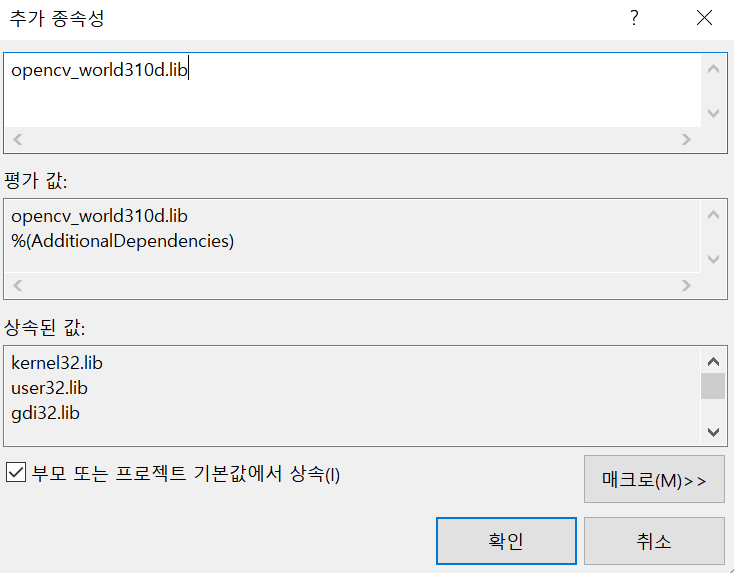 추가 종속성
opencv_world310d.lib
평가 값:
opencv_world310d.lib
%(AdditionalDependencies)
상속된 값:
kernel32.lib
user32.lib
gdi32.lib
부모 또는 프로젝트 기본값에서 상속(I)
매크로(M)>>
확인
취소